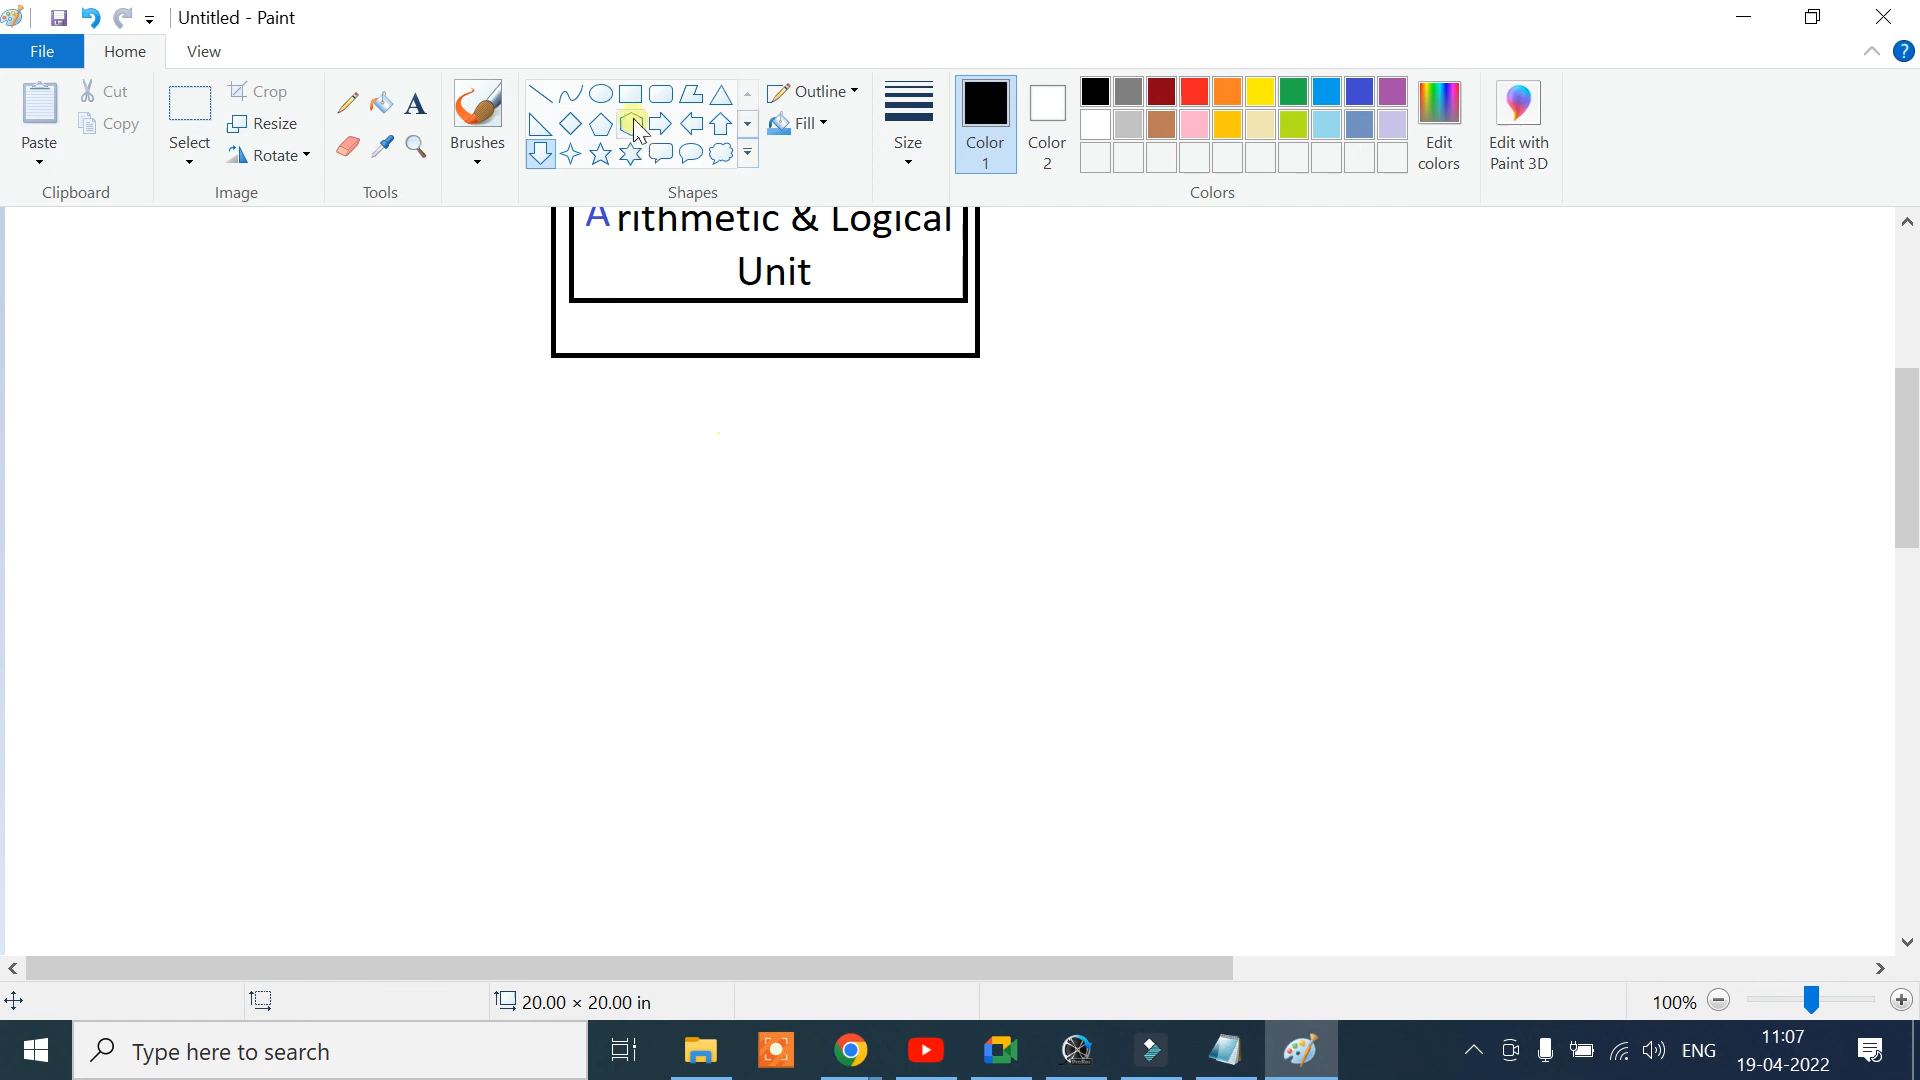 Untitled - Paint
File
Home
View
Paste
Cut
Copy
Clipboard
Select
Crop
Resize
Rotate
Image
A
Tools
Brushes
Outline
Fill
Shapes
Size
Color
1
Color
2
Edit
colors
Colors
Edit with
Paint 3D
?
Arithmetic & Logical
Unit
20.00 × 20.00 in
100%
Type here to search
ENG
11:07
19-04-2022